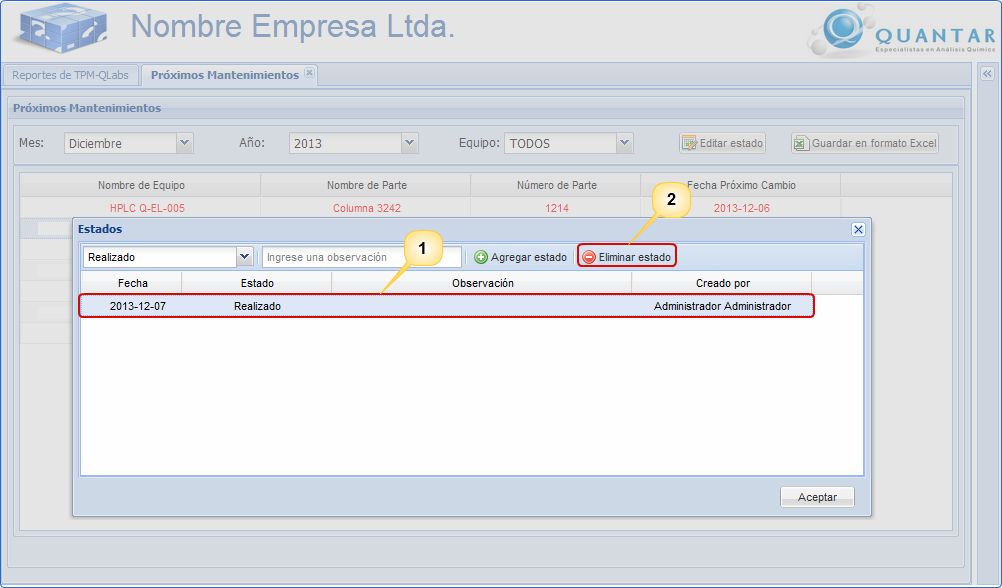 Nombre Empresa Ltda.
QUANTAR
Especialistas en Análisis Químico
Reportes de TPM-QLabs
Próximos Mantenimientos
Próximos Mantenimientos
Mes: Diciembre Año: 2013 Equipo: TODOS Editar estado Guardar en formato Excel
Nombre de Equipo Nombre de Parte Número de Parte Fecha Próximo Cambio
HPLC Q-EL-005 Columna 3242 1214 2013-12-06
2
Estados
1
Realizado Ingrese una observación Agregar estado Eliminar estado
Fecha Estado Observación Creado por
2013-12-07 Realizado Administrador Administrador
Aceptar